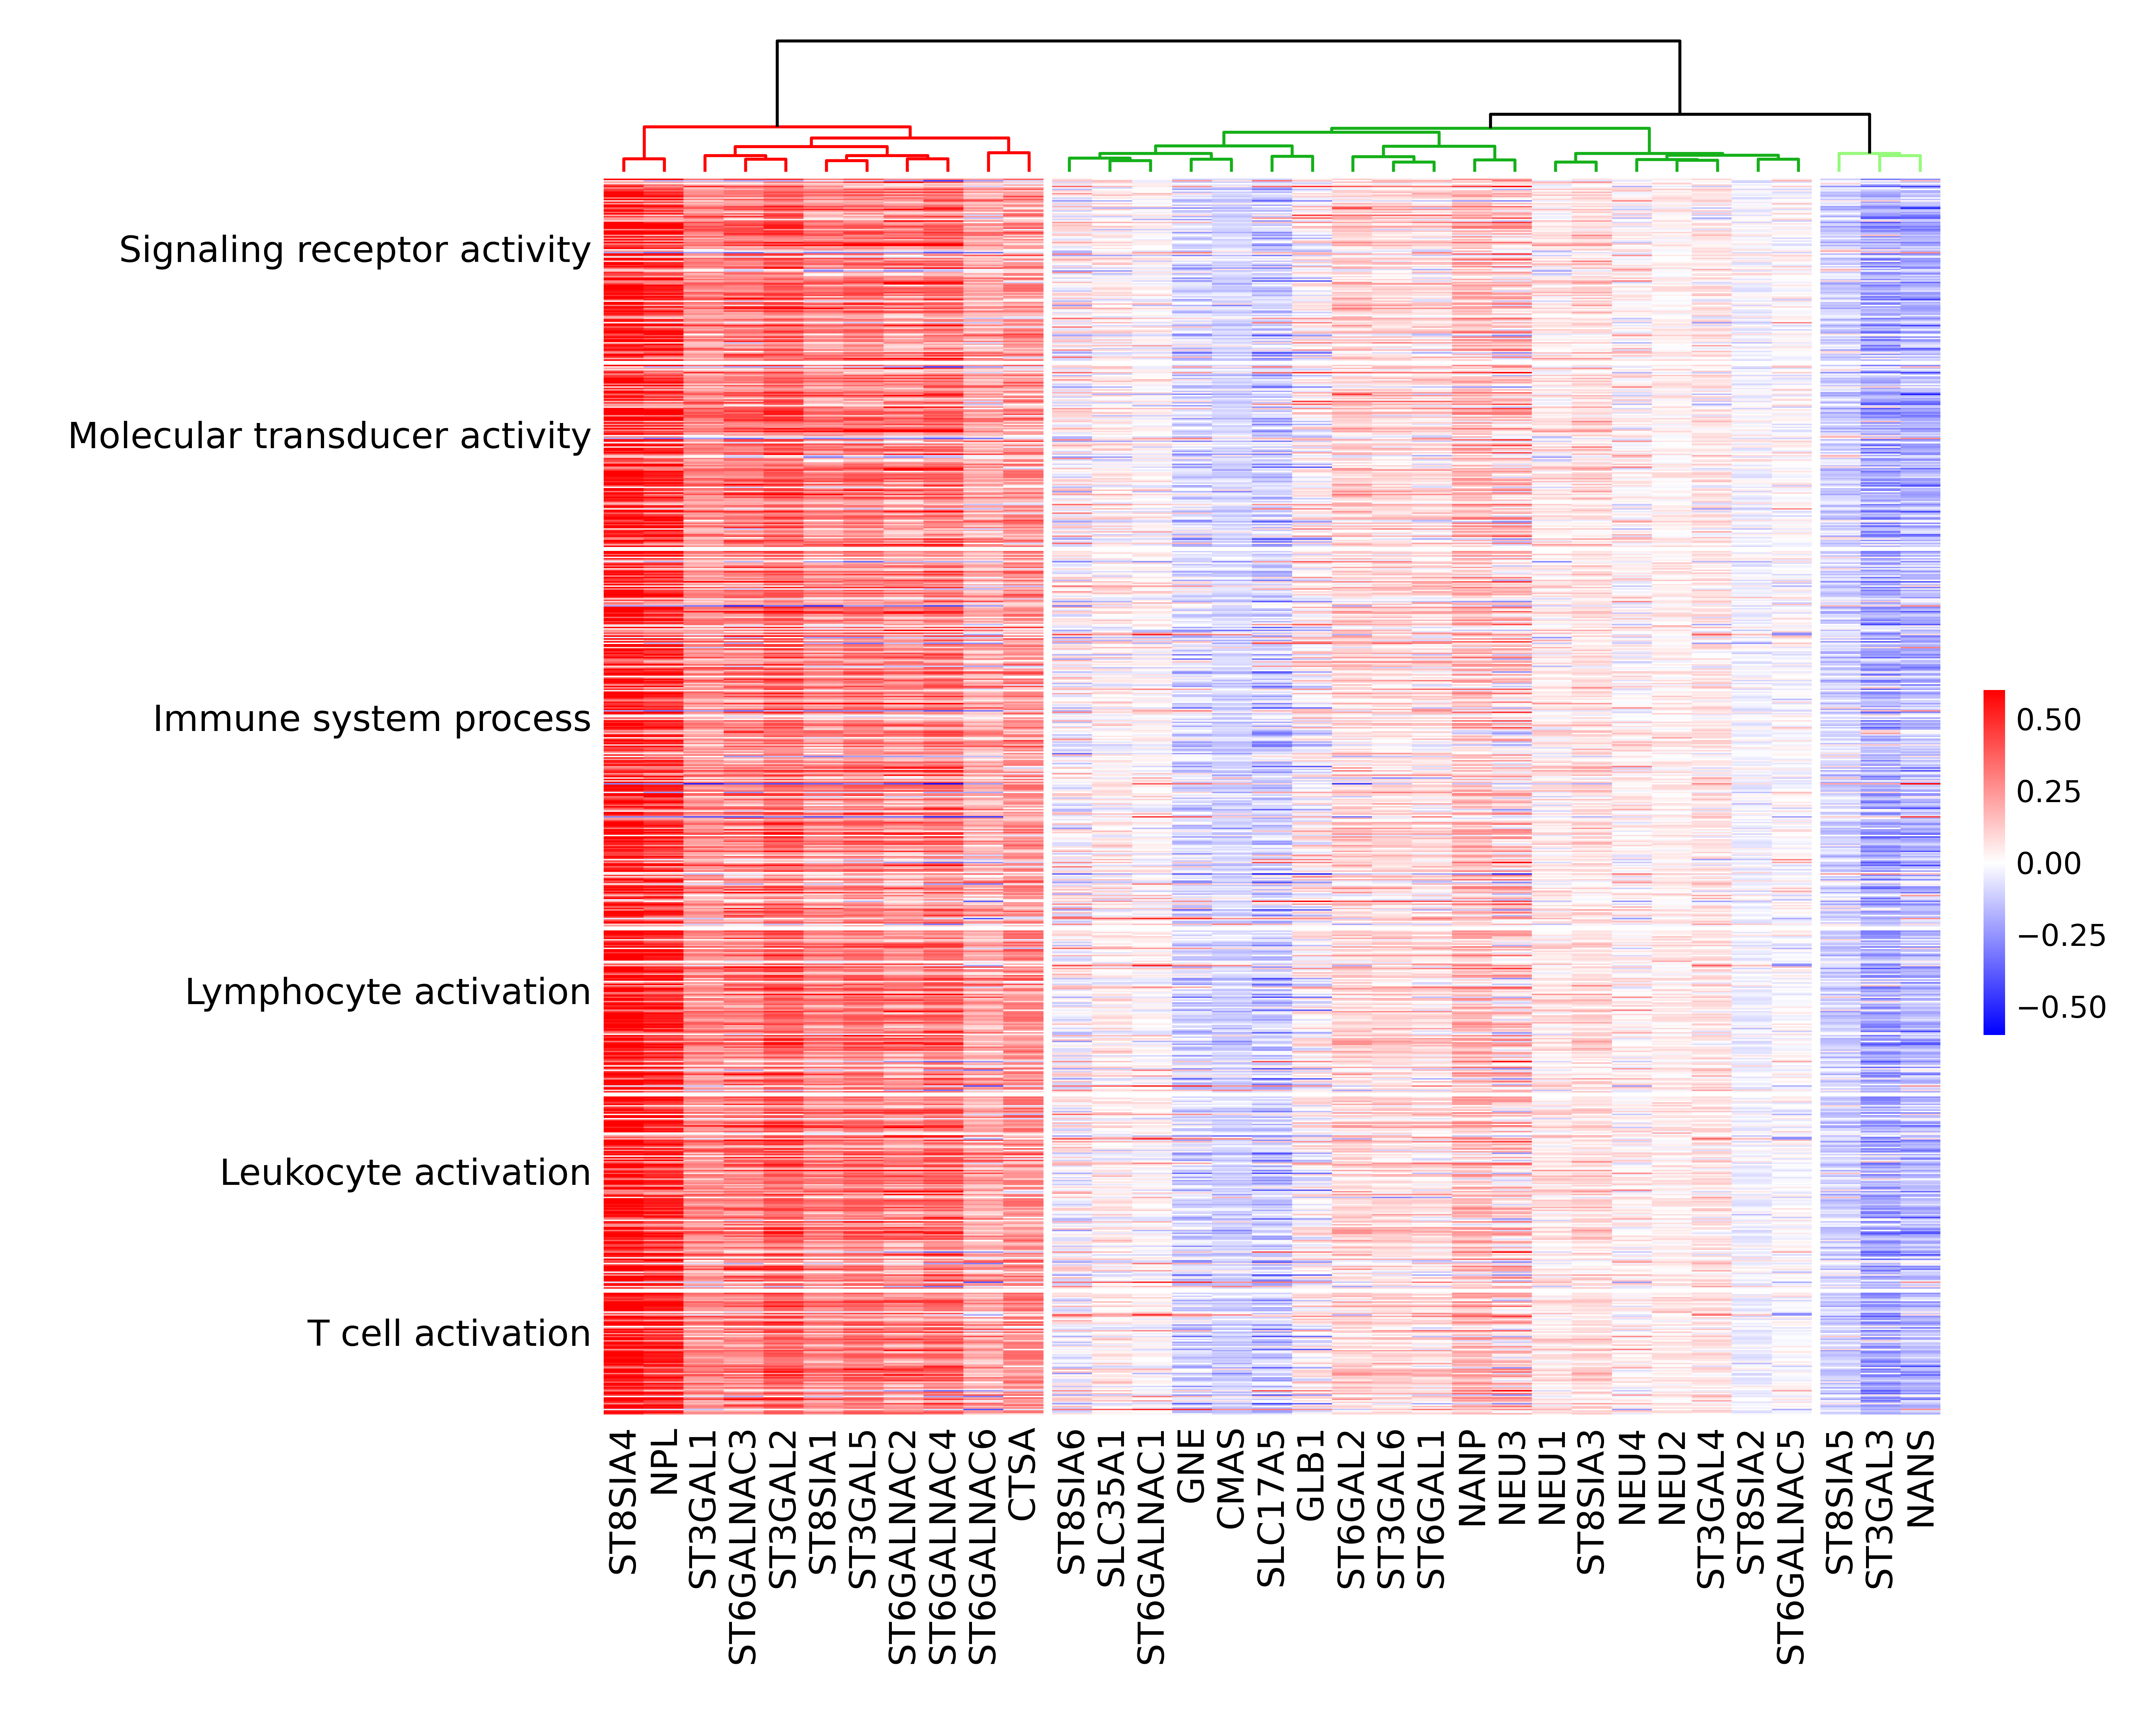 Signaling receptor activity
Molecular transducer activity
Immune system process
Lymphocyte activation
Leukocyte activation
T cell activation
0.50
0.25
0.00
−0.25
−0.50
ST8SIA4
NPL
ST3GAL1
ST6GALNAC3
ST3GAL2
ST8SIA1
ST3GAL5
ST6GALNAC2
ST6GALNAC4
ST6GALNAC6
CTSA
ST8SIA6
SLC35A1
ST6GALNAC1
GNE
CMAS
SLC17A5
GLB1
ST6GAL2
ST3GAL6
ST6GAL1
NANP
NEU3
NEU1
ST8SIA3
NEU4
NEU2
ST3GAL4
ST8SIA2
ST6GALNAC5
ST8SIA5
ST3GAL3
NANS